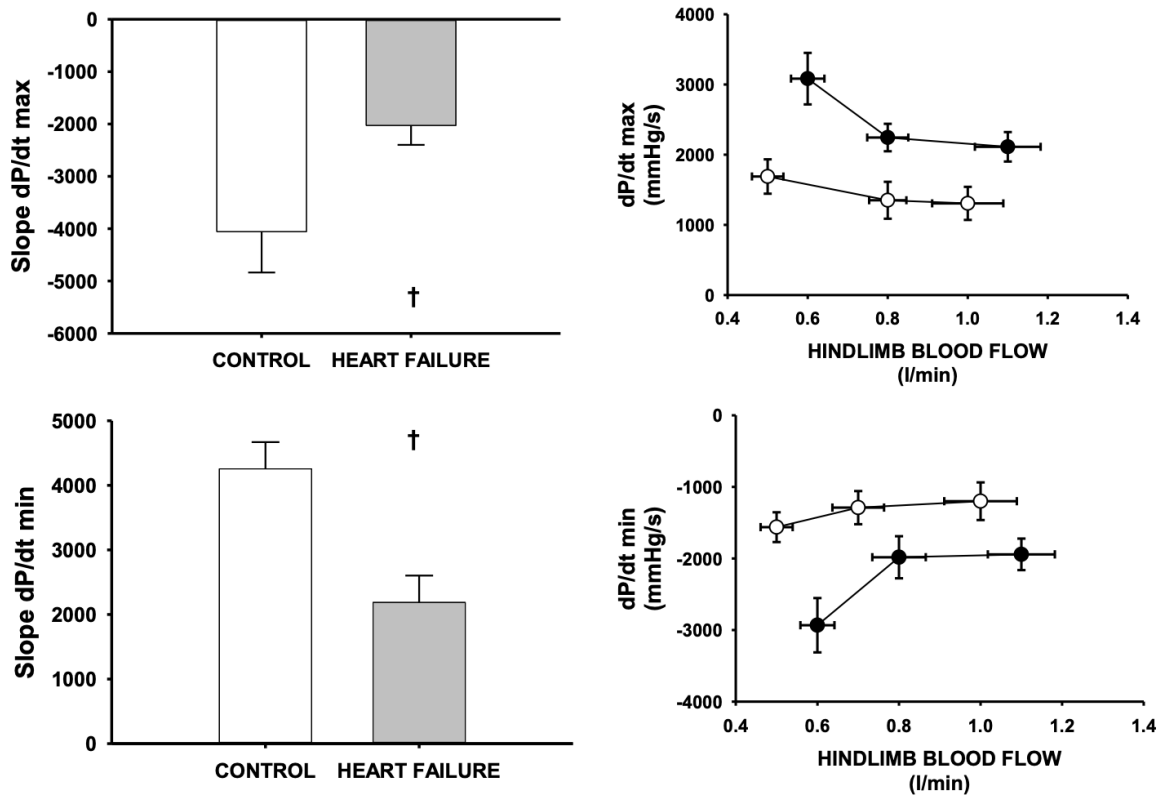 Slope dP/dt max
0
-1000
-2000
-3000
-4000
-5000
-6000
†
CONTROL HEART FAILURE
dP/dt max
(mmHg/s)
4000
3000
2000
1000
0
0.4 0.6 0.8 1.0 1.2 1.4
HINDLIMB BLOOD FLOW
(l/min)
Slope dP/dt min
5000
4000
3000
2000
1000
0
†
CONTROL HEART FAILURE
dP/dt min
(mmHg/s)
0
-1000
-2000
-3000
-4000
0.4 0.6 0.8 1.0 1.2 1.4
HINDLIMB BLOOD FLOW
(l/min)